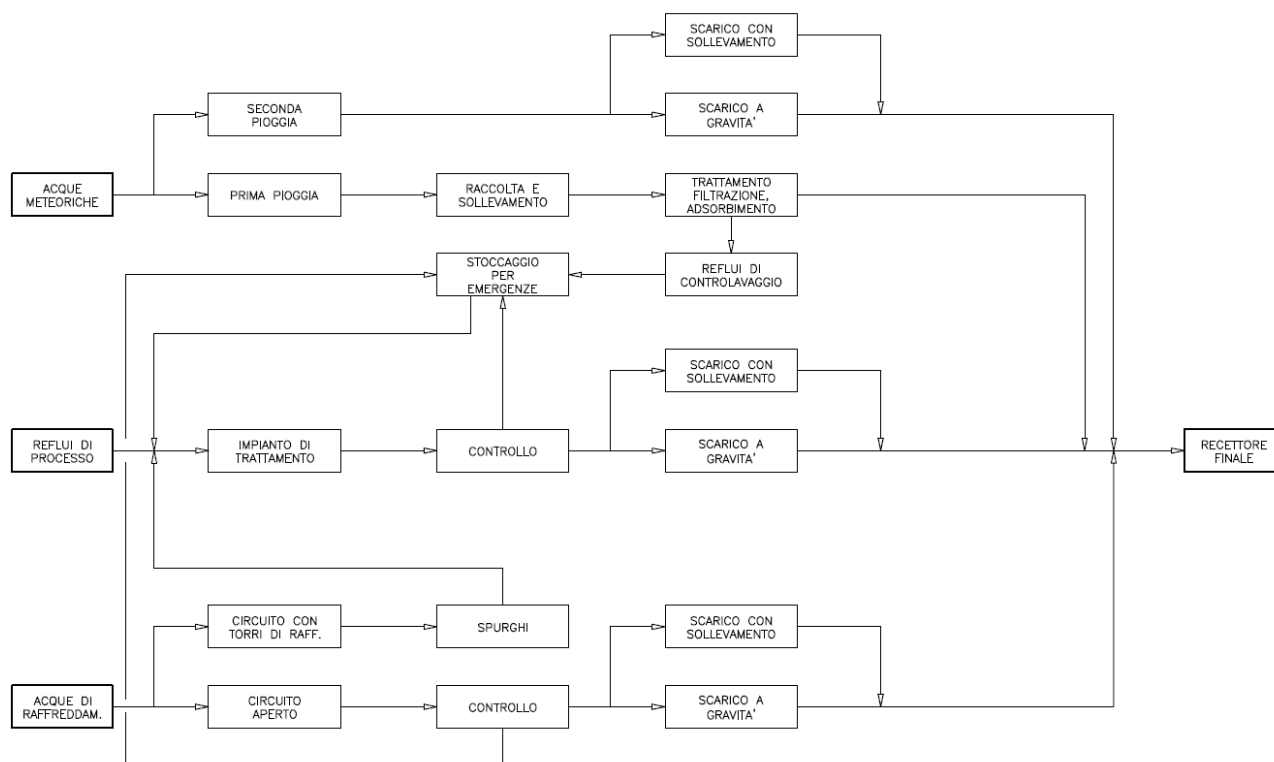 SCARICO CON
SOLLEVAMENTO
SECONDA
PIOGGIA
SCARICO A
GRAVITA'
ACQUE
METEORICHE
PRIMA PIOGGIA
RACCOLTA E
SOLLEVAMENTO
TRATTAMENTO
FILTRAZIONE,
ADSORBIMENTO
STOCCAGGIO
PER
EMERGENZE
REFLUI DI
CONTROLAVAGGIO
SCARICO CON
SOLLEVAMENTO
REFLUI DI
PROCESSO
IMPIANTO DI
TRATTAMENTO
CONTROLLO
SCARICO A
GRAVITA'
RECETTORE
FINALE
CIRCUITO CON
TORRI DI RAFF.
SPURGHI
SCARICO CON
SOLLEVAMENTO
ACQUE DI
RAFFREDDAM.
CIRCUITO
APERTO
CONTROLLO
SCARICO A
GRAVITA'